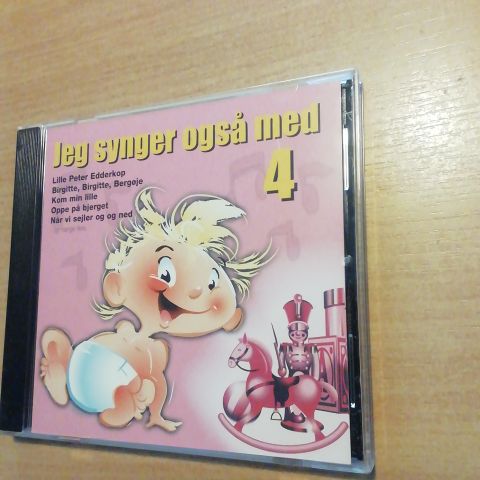 Jeg synger også med
4
Lille Peter Edderkop
Birgitte, Birgitte, Bergøje
Kom min lille
Oppe på bjerget
Når vi sejler og og ned